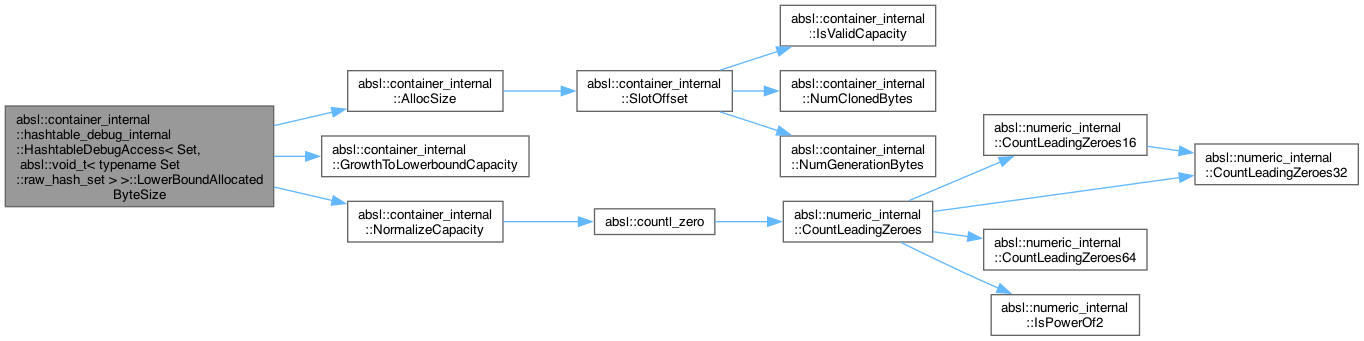 absl::container_internal
::hashtable_debug_internal
::HashtableDebugAccess< Set,
absl::void_t< typename Set
::raw_hash_set > >::LowerBoundAllocated
ByteSize
absl::container_internal
::AllocSize
absl::container_internal
::SlotOffset
absl::container_internal
::IsValidCapacity
absl::container_internal
::NumClonedBytes
absl::container_internal
::NumGenerationBytes
absl::container_internal
::GrowthToLowerboundCapacity
absl::container_internal
::NormalizeCapacity
absl::countl_zero
absl::numeric_internal
::CountLeadingZeroes
absl::numeric_internal
::CountLeadingZeroes16
absl::numeric_internal
::CountLeadingZeroes32
absl::numeric_internal
::CountLeadingZeroes64
absl::numeric_internal
::IsPowerOf2